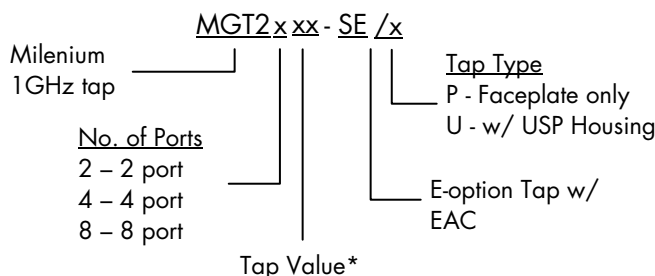 MGT2 x xx - SE /x
Milenium
1GHz tap
Tap Type
P - Faceplate only
U - w/ USP Housing
No. of Ports
2 – 2 port
4 – 4 port
8 – 8 port
E-option Tap w/
EAC
Tap Value*